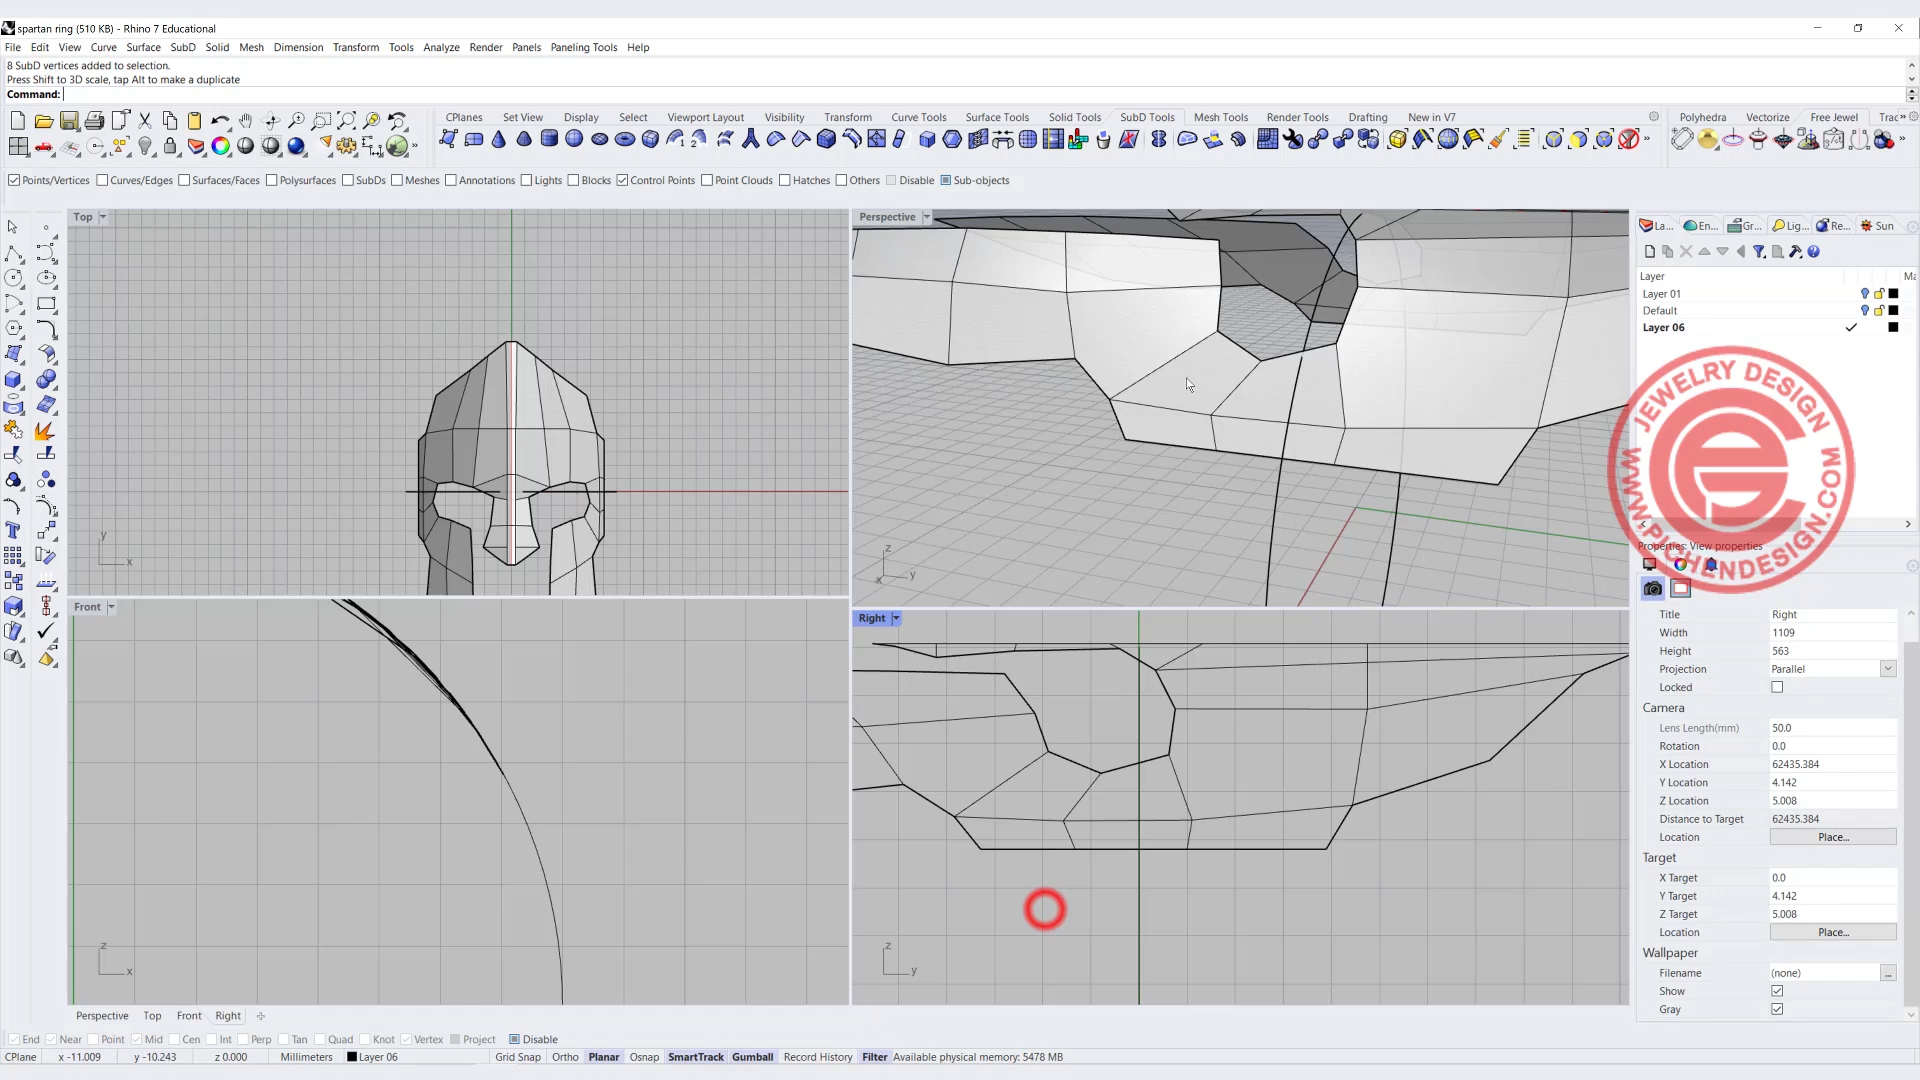 spartan ring (510 KB) - Rhino 7 Educational
File Edit View Curve Surface SubD Solid Mesh Dimension Transform Tools Analyze Render Panels Paneling Tools Help
8 SubD vertices added to selection.
Press Shift to 3D scale, tap Alt to make a duplicate
Command:
CPlanes Set View Display Select Viewport Layout Visibility Transform Curve Tools Surface Tools Solid Tools SubD Tools Mesh Tools Render Tools Drafting New in V7 Polyhedra Vectorize Free Jewel Trac
Points/Vertices Curves/Edges Surfaces/Faces Polysurfaces SubDs Meshes Annotations Lights Blocks Control Points Point Clouds Hatches Others Disable Sub-objects
Top
Perspective
La... En... Gr... Lig... Re... Sun
Layer Ma
Layer 01
Default
Layer 06
JEWELRY DESIGN
WWW.PICHENDESIGN.COM
y
x
z
x
y
Front
Right
z
x
z
y
Properties: View properties
Title Right
Width 1109
Height 563
Projection Parallel
Locked
Camera
Lens Length(mm) 50.0
Rotation 0.0
X Location 62435.384
Y Location 4.142
Z Location 5.008
Distance to Target 62435.384
Location Place...
Target
X Target 0.0
Y Target 4.142
Z Target 5.008
Location Place...
Wallpaper
Filename (none) ...
Show
Gray
Perspective Top Front Right
End Near Point Mid Cen Int Perp Tan Quad Knot Vertex Project Disable
CPlane x -11.009 y -10.243 z 0.000 Millimeters Layer 06 Grid Snap Ortho Planar Osnap SmartTrack Gumball Record History Filter Available physical memory: 5478 MB